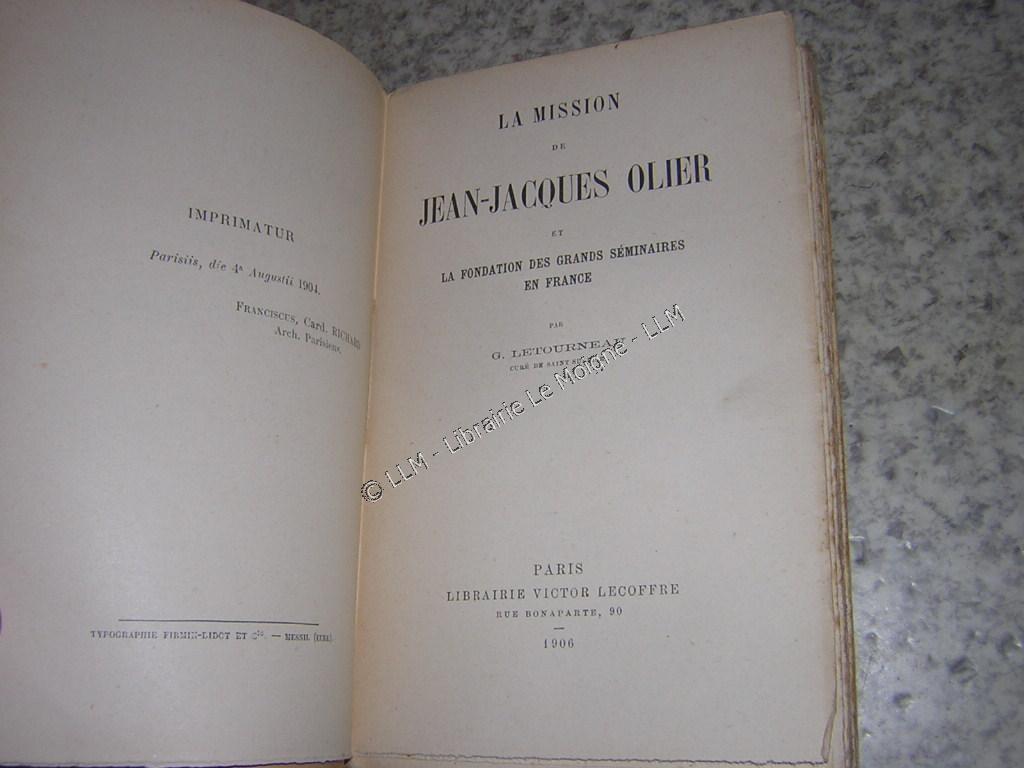 IMPRIMATUR
Parisiis, die 4ª Augustii 1904.
FRANCISCUS, Card. RICHARD
Arch. Parisiens.
TYPOGRAPHIE FIRMIN-DIDOT ET Cie. — MESNIL (EURE).
LA MISSION
DE
JEAN-JACQUES OLIER
ET
LA FONDATION DES GRANDS SÉMINAIRES
EN FRANCE
PAR
G. LETOURNEAU
CURÉ DE SAINT
© LLM - Librairie Le Moigne - LLM
PARIS
LIBRAIRIE VICTOR LECOFFRE
RUE BONAPARTE, 90
—
1906